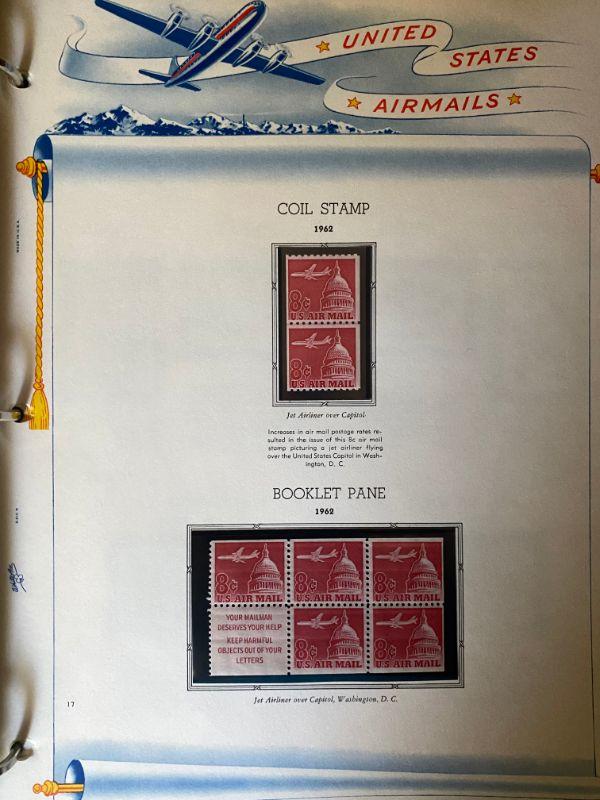 UNITED STATES
AIRMAILS
COIL STAMP
1962
8¢
U.S. AIR MAIL
8¢
U.S. AIR MAIL
Jet Airliner over Capitol
Increases in air mail postage rates re-
sulted in the issue of this 8c air mail
stamp picturing a jet airliner flying
over the United States Capitol in Wash-
ington, D. C.
BOOKLET PANE
1962
8¢ 8¢ 8¢
U.S. AIR MAIL U.S. AIR MAIL U.S. AIR MAIL
YOUR MAILMAN
DESERVES YOUR HELP
KEEP HARMFUL
OBJECTS OUT OF YOUR
LETTERS
8¢ 8¢
U.S. AIR MAIL U.S. AIR MAIL
Jet Airliner over Capitol, Washington, D. C.
17
MADE IN U.S.A.